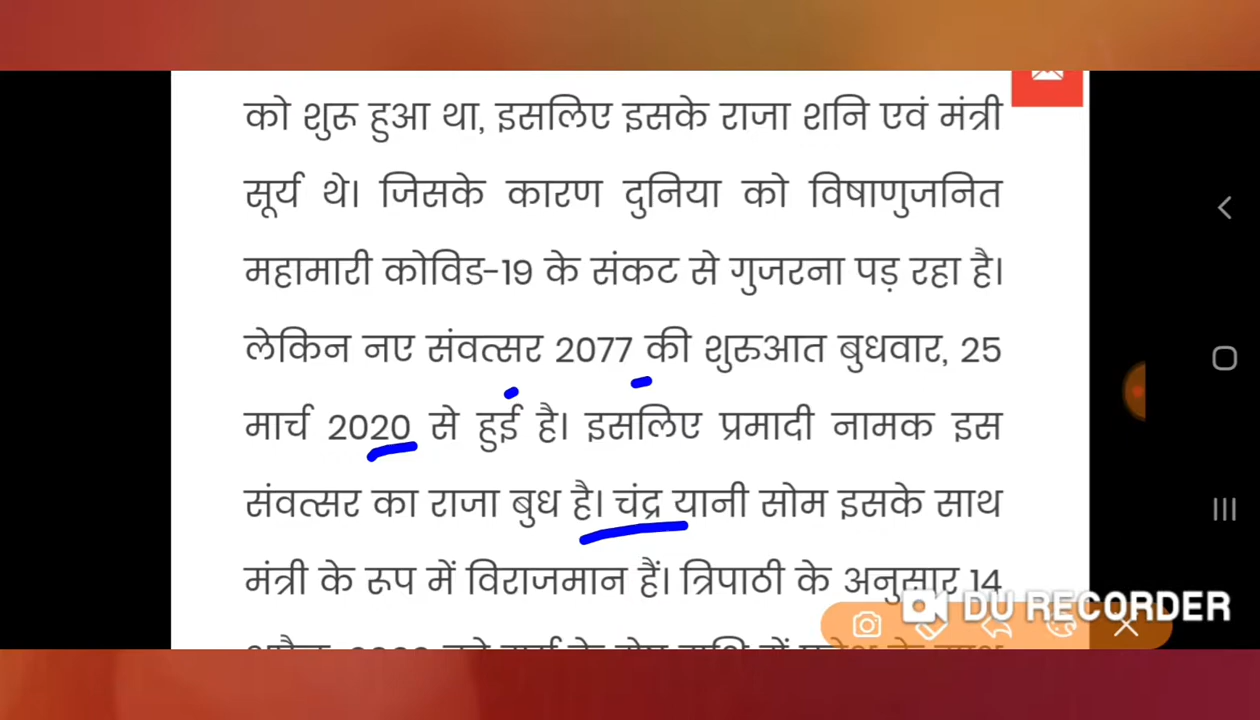 को शुरू हुआ था, इसलिए इसके राजा शनि एवं मंत्री
सूर्य थे। जिसके कारण दुनिया को विषाणुजनित
महामारी कोविड-19 के संकट से गुजरना पड़ रहा है।
लेकिन नए संवत्सर 2077 की शुरुआत बुधवार, 25
मार्च 2020 से हुई है। इसलिए प्रमादी नामक इस
संवत्सर का राजा बुध है। चंद्र यानी सोम इसके साथ
मंत्री के रूप में विराजमान हैं। त्रिपाठी के अनुसार 14
DU RECORDER